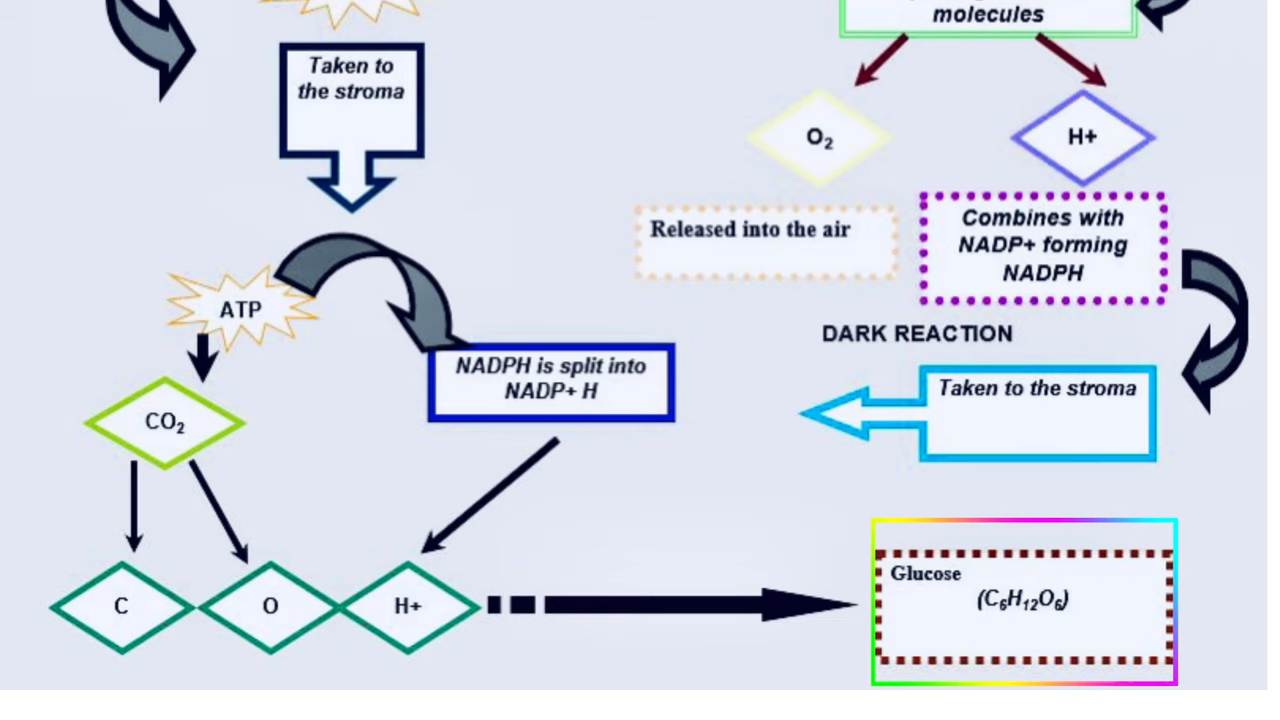 molecules
Taken to
the stroma
O₂
H+
Released into the air
Combines with
NADP+ forming
NADPH
ATP
DARK REACTION
NADPH is split into
NADP+ H
Taken to the stroma
CO₂
C
O
H+
Glucose
(C₆H₁₂O₆)